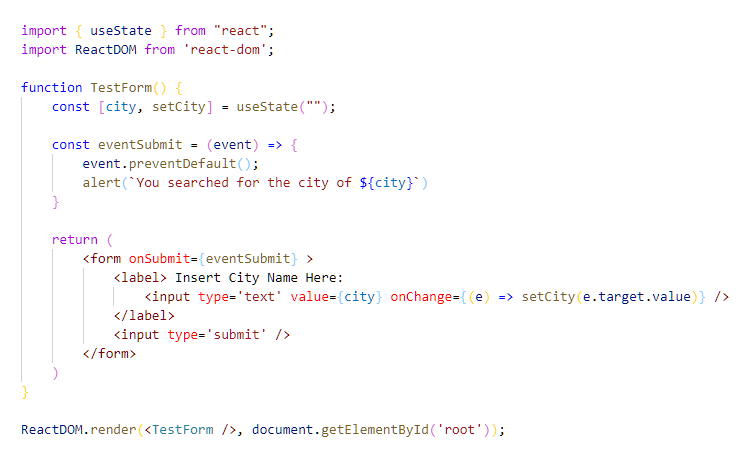 import { useState } from "react";
import ReactDOM from 'react-dom';
function TestForm() {
const [city, setCity] = useState("");
const eventSubmit = (event) => {
event.preventDefault();
alert(`You searched for the city of ${city}`)
}
return (
<form onSubmit={eventSubmit} >
<label> Insert City Name Here:
<input type='text' value={city} onChange={(e) => setCity(e.target.value)} />
</label>
<input type='submit' />
</form>
)
}
ReactDOM.render(<TestForm />, document.getElementById('root'));